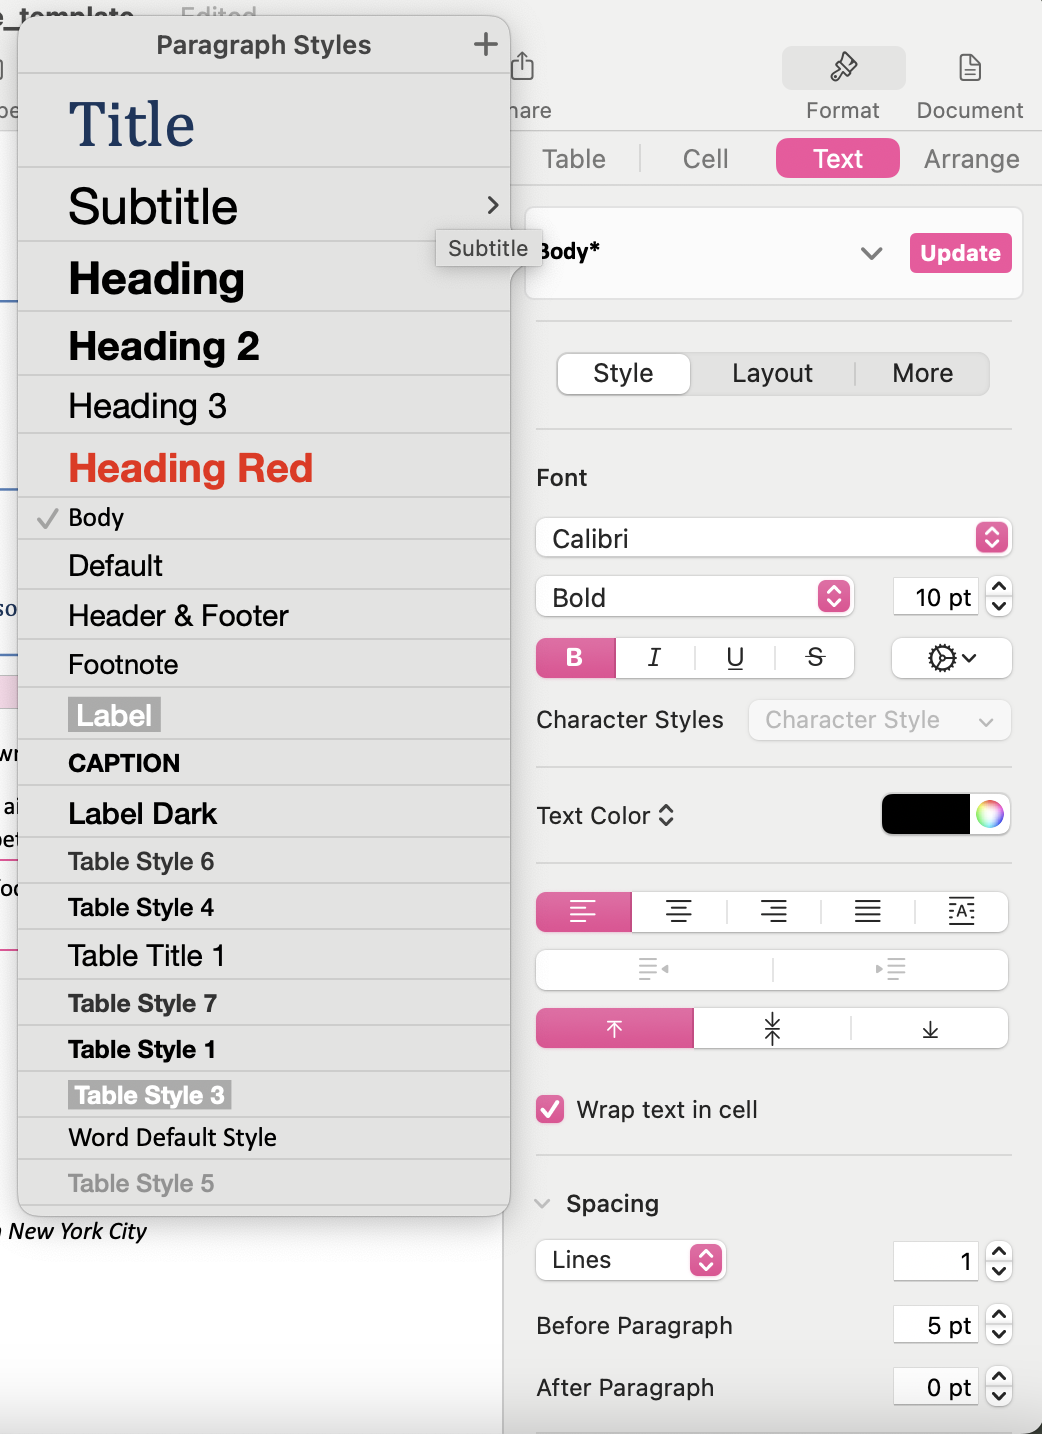 e_template Edited
Paragraph Styles
Title
Subtitle
Subtitle
Heading
Heading 2
Heading 3
Heading Red
Body
Default
Header & Footer
Footnote
Label
CAPTION
Label Dark
Table Style 6
Table Style 4
Table Title 1
Table Style 7
Table Style 1
Table Style 3
Word Default Style
Table Style 5
New York City
hare
Format
Document
Table
Cell
Text
Arrange
Body*
Update
Style
Layout
More
Font
Calibri
Bold
10 pt
B I U S
Character Styles
Character Style
Text Color
A
Wrap text in cell
Spacing
Lines
1
Before Paragraph
5 pt
After Paragraph
0 pt